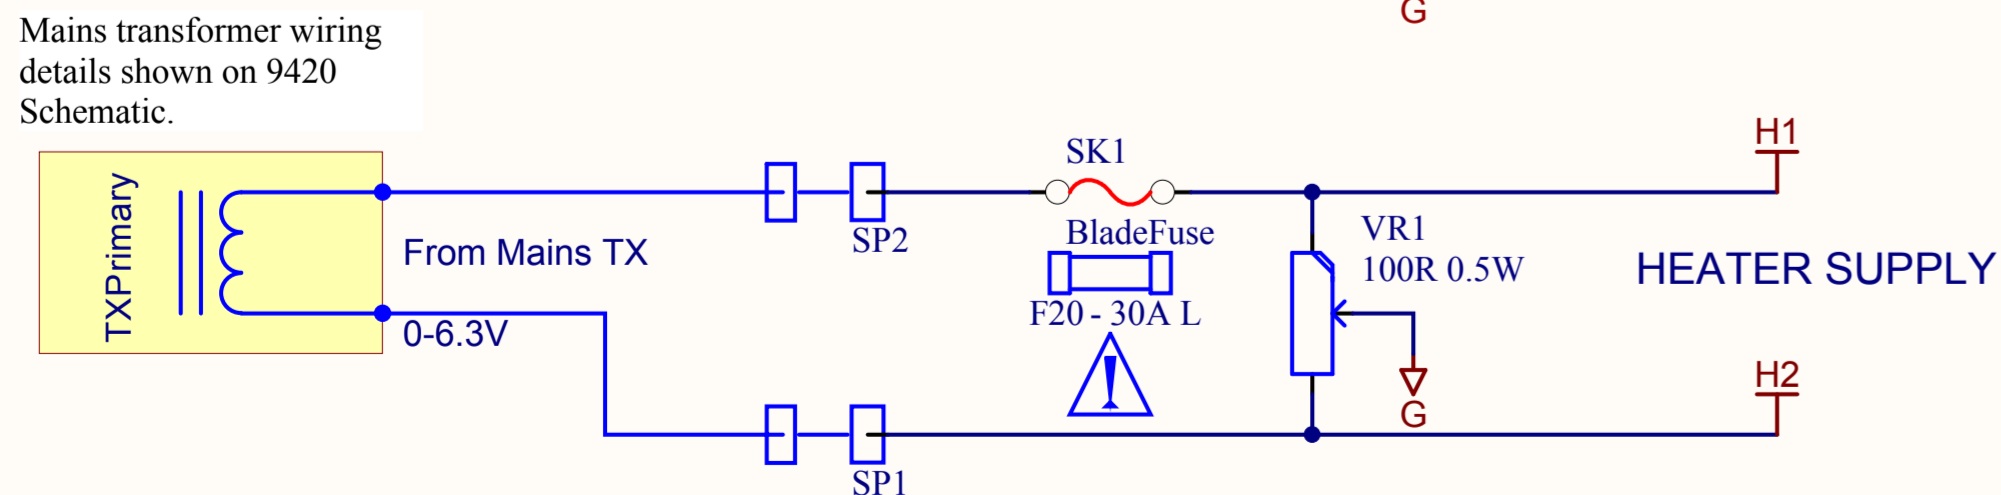 G
Mains transformer wiring
details shown on 9420
Schematic.
TXPrimary
From Mains TX
0-6.3V
SP2
SK1
BladeFuse
F20 - 30A L
VR1
100R 0.5W
G
H1
HEATER SUPPLY
H2
SP1